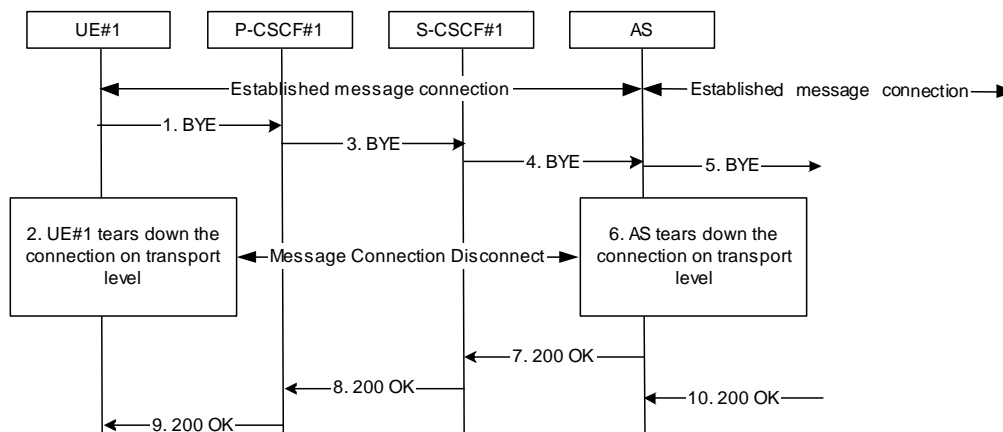 UE#1
P-CSCF#1
S-CSCF#1
AS
Established message connection
Established message connection
1. BYE
3. BYE
4. BYE
5. BYE
2. UE#1 tears down the
connection on transport
level
Message Connection Disconnect
6. AS tears down the
connection on transport
level
7. 200 OK
8. 200 OK
10. 200 OK
9. 200 OK